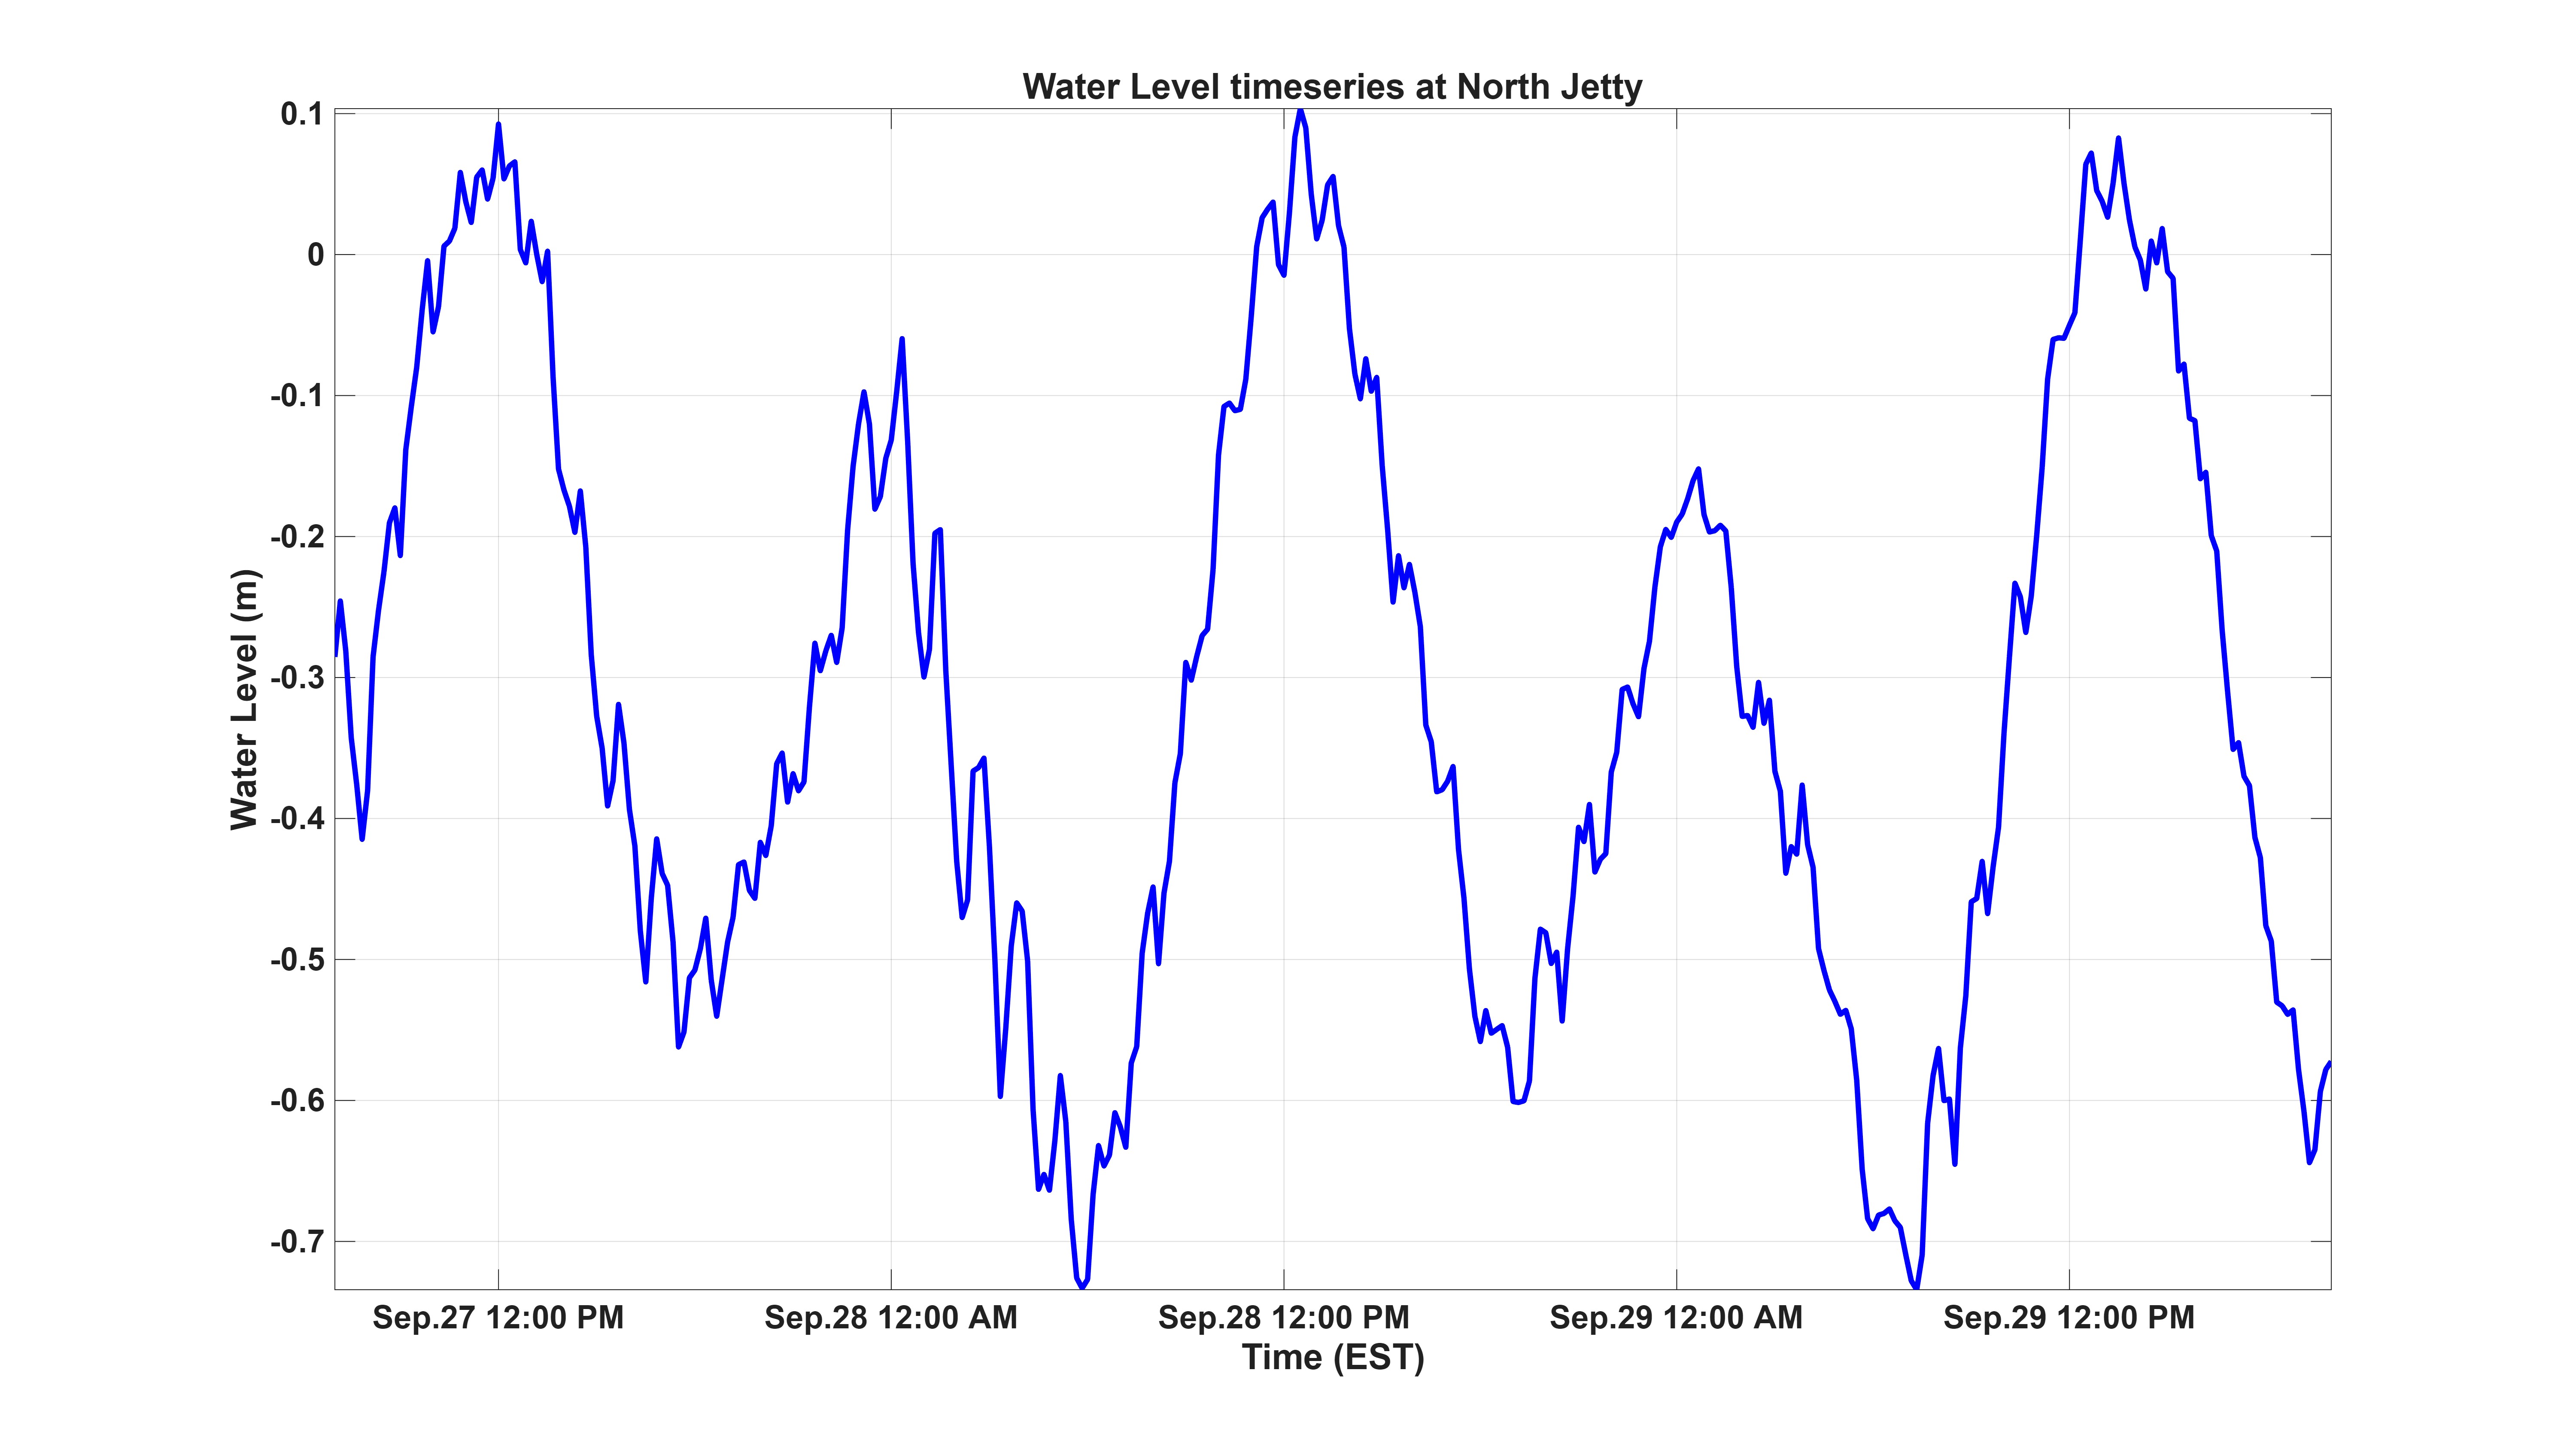 Water Level timeseries at North Jetty
Water Level (m)
0.1
0
-0.1
-0.2
-0.3
-0.4
-0.5
-0.6
-0.7
Sep.27 12:00 PM
Sep.28 12:00 AM
Sep.28 12:00 PM
Sep.29 12:00 AM
Sep.29 12:00 PM
Time (EST)